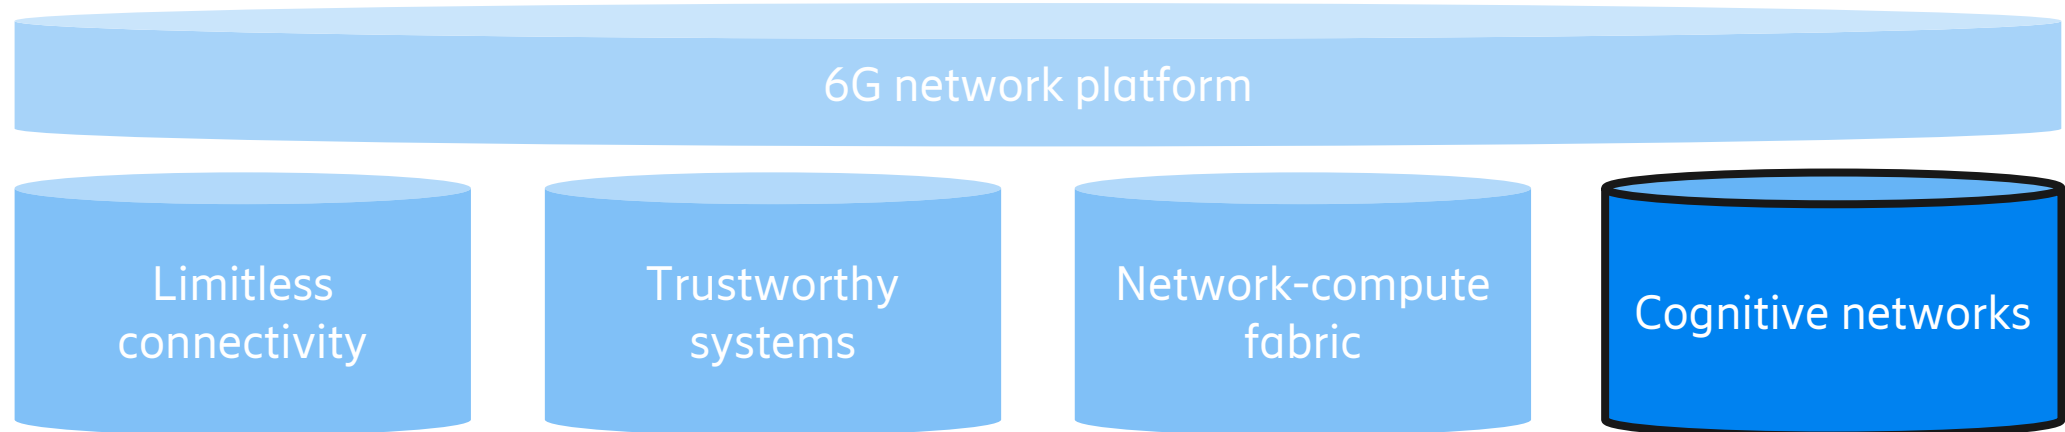 6G network platform
Limitless
connectivity
Trustworthy
systems
Network-compute
fabric
Cognitive networks